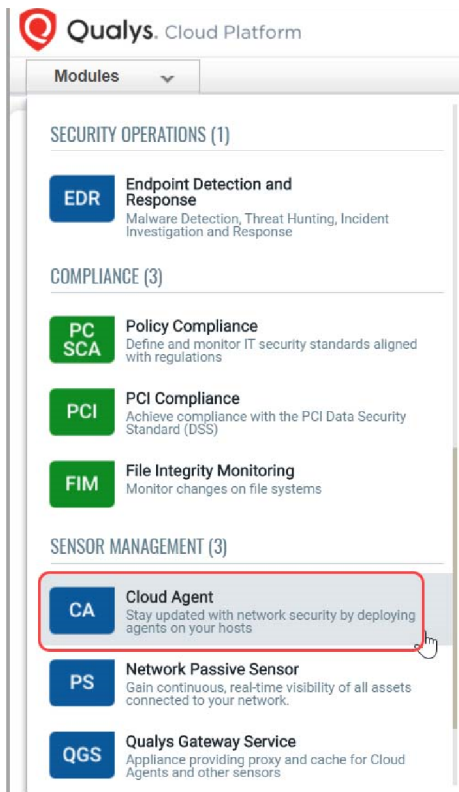 Qualys. Cloud Platform
Modules
SECURITY OPERATIONS (1)
EDR
Endpoint Detection and
Response
Malware Detection, Threat Hunting, Incident
Investigation and Response
COMPLIANCE (3)
PC
SCA
Policy Compliance
Define and monitor IT security standards aligned
with regulations
PCI
PCI Compliance
Achieve compliance with the PCI Data Security
Standard (DSS)
FIM
File Integrity Monitoring
Monitor changes on file systems
SENSOR MANAGEMENT (3)
CA
Cloud Agent
Stay updated with network security by deploying
agents on your hosts
PS
Network Passive Sensor
Gain continuous, real-time visibility of all assets
connected to your network.
QGS
Qualys Gateway Service
Appliance providing proxy and cache for Cloud
Agents and other sensors